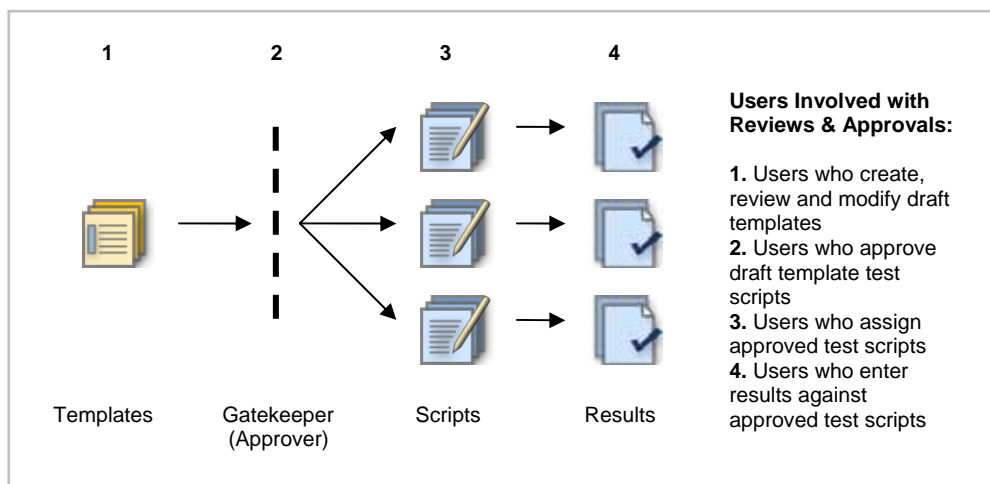 1 2 3 4
Users Involved with
Reviews & Approvals:
1. Users who create,
review and modify draft
templates
2. Users who approve
draft template test
scripts
3. Users who assign
approved test scripts
4. Users who enter
results against
approved test scripts
Templates Gatekeeper Scripts Results
(Approver)